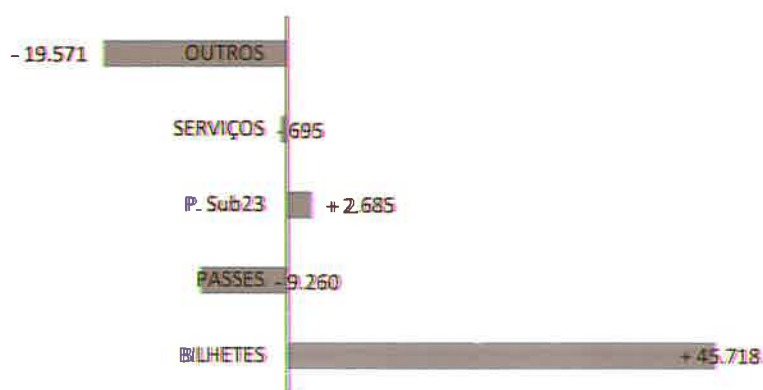 - 19.571 OUTROS
SERVIÇOS - 695
P. Sub23 + 2.685
PASSES - 9.260
BILHETES + 45.718